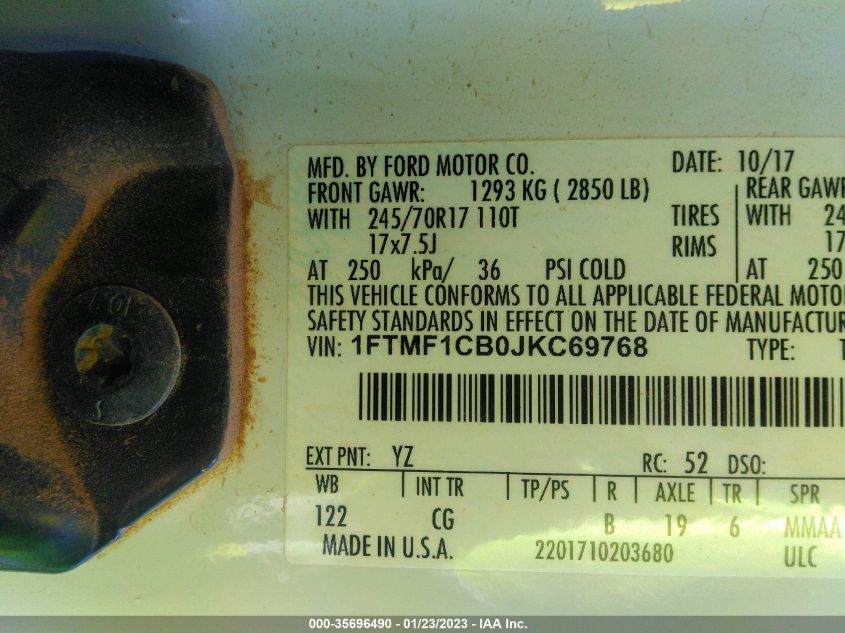 MFD. BY FORD MOTOR CO. DATE: 10/17
FRONT GAWR: 1293 KG ( 2850 LB) REAR GAWR
WITH 245/70R17 110T TIRES WITH 24
17x7.5J RIMS 17
AT 250 kPa/ 36 PSI COLD AT 250
THIS VEHICLE CONFORMS TO ALL APPLICABLE FEDERAL MOTO
SAFETY STANDARDS IN EFFECT ON THE DATE OF MANUFACTUR
VIN: 1FTMF1CB0JKC69768 TYPE: T
EXT PNT: YZ RC: 52 DSO:
WB INT TR TP/PS R AXLE TR SPR
122 CG B 19 6 MMAA
MADE IN U.S.A. 2201710203680 ULC
000-35696490 - 01/23/2023 - IAA Inc.